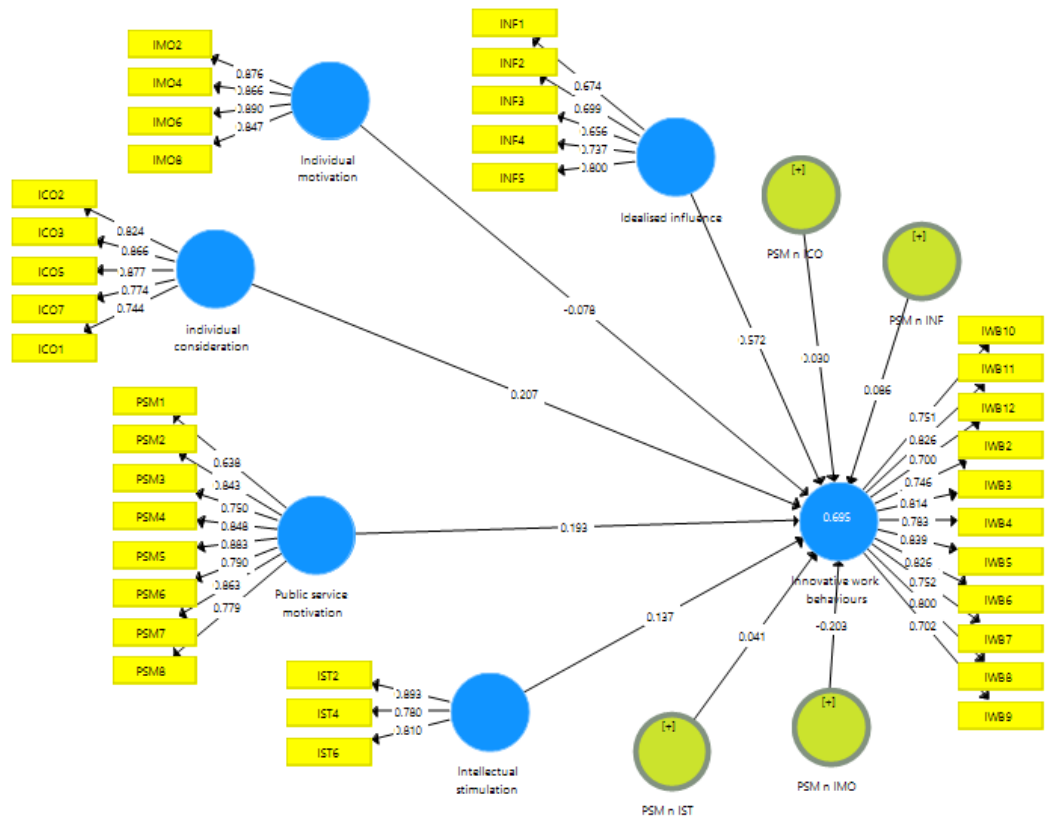 IMO2
IMO4
IMO6
IMO8
0.876
0.866
0.890
0.847
Individual
motivation
INF1
INF2
INF3
INF4
INF5
0.674
0.699
0.656
0.737
0.800
Idealised influence
[+]
PSM n ICO
[+]
PSM n INF
ICO2
ICO3
ICO5
ICO7
ICO1
0.824
0.866
0.877
0.774
0.744
individual
consideration
-0.078
0.572
0.030
0.086
0.207
PSM1
PSM2
PSM3
PSM4
PSM5
PSM6
PSM7
PSM8
0.638
0.843
0.750
0.848
0.883
0.790
0.863
0.779
Public service
motivation
0.193
0.695
Innovative work
behaviours
IWB10
IWB11
IWB12
IWB2
IWB3
IWB4
IWB5
IWB6
IWB7
IWB8
IWB9
0.751
0.826
0.700
0.746
0.814
0.783
0.839
0.826
0.752
0.800
0.702
IST2
IST4
IST6
0.893
0.780
0.810
Intellectual
stimulation
0.137
0.041
-0.203
[+]
PSM n IST
[+]
PSM n IMO